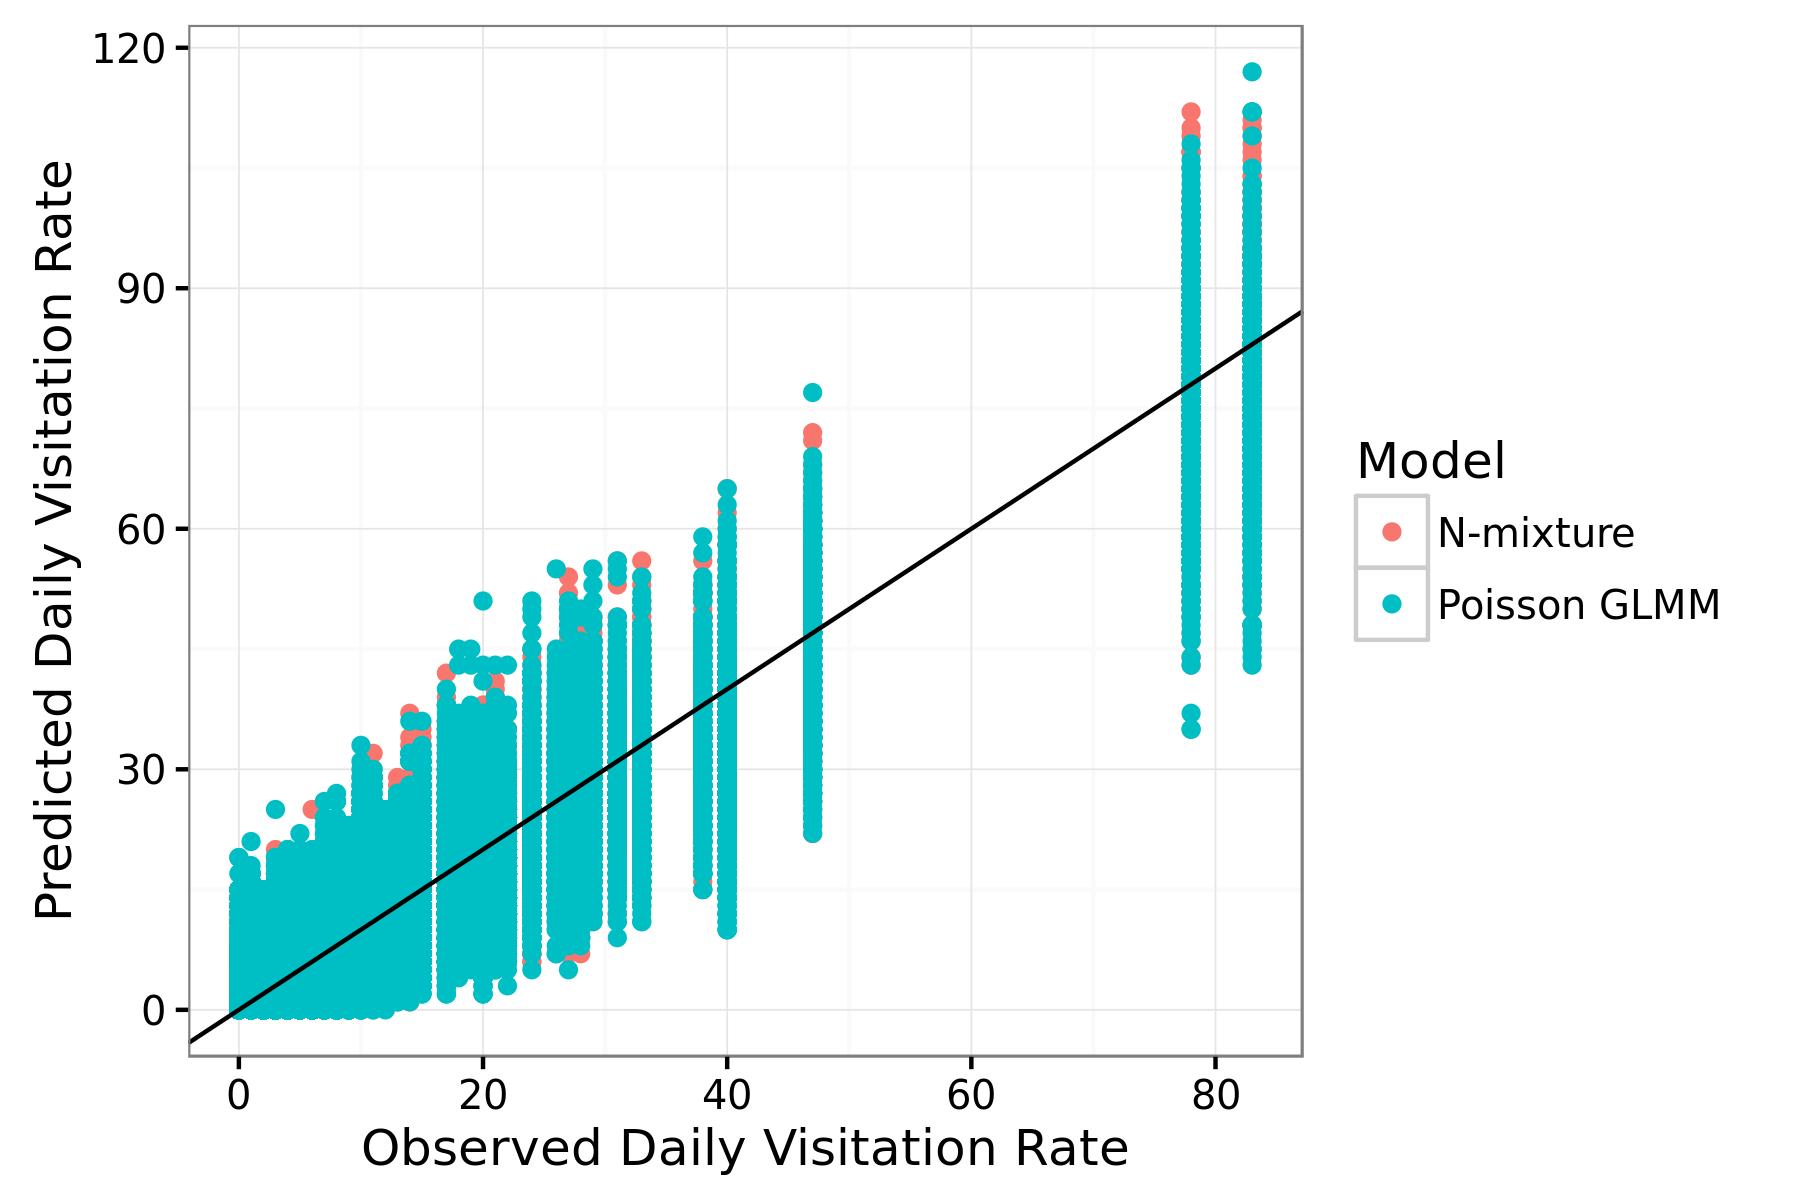 120
90
60
30
0
Predicted Daily Visitation Rate
0 20 40 60 80
Observed Daily Visitation Rate
Model
N-mixture
Poisson GLMM